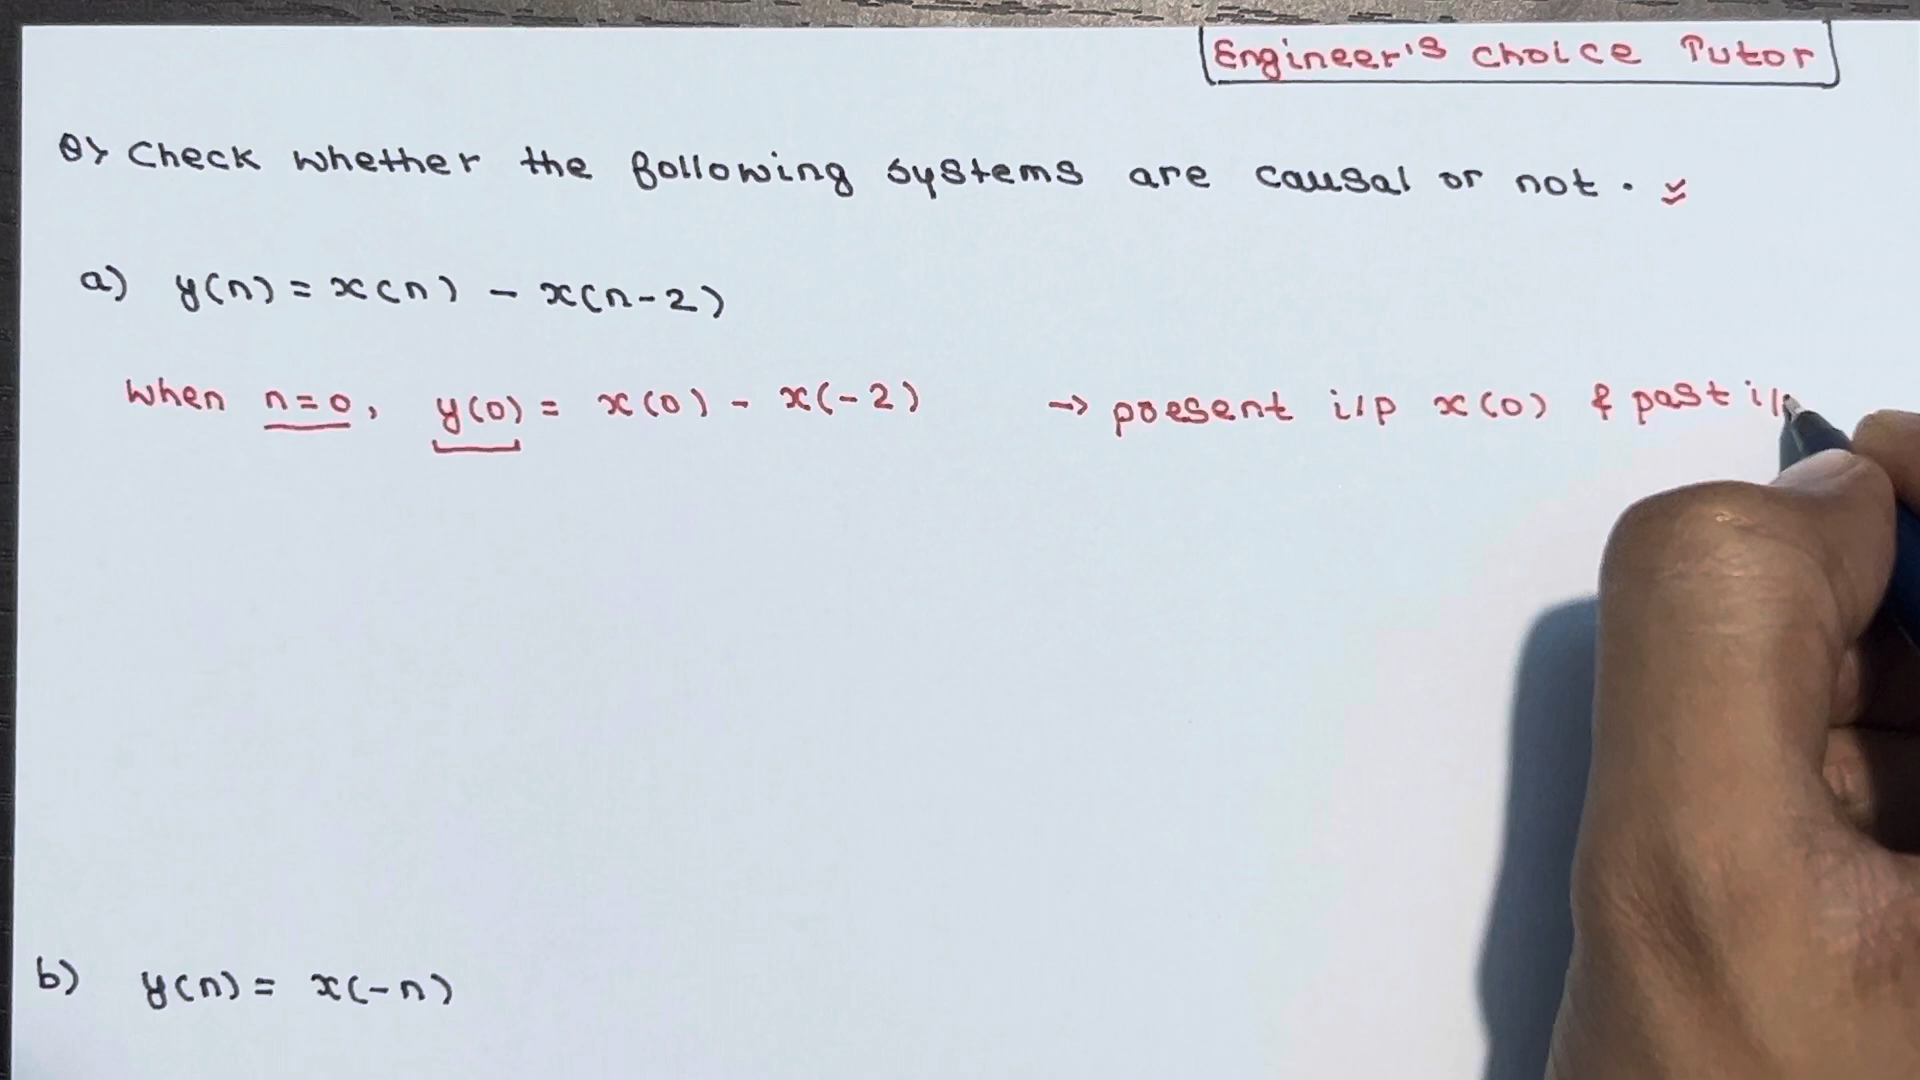 Engineer's choice Tutor
Q> Check whether the following systems are causal or not.
a) y(n) = x(n) - x(n-2)
when n=0, y(0) = x(0) - x(-2) → present i/p x(0) & past i/p
b) y(n) = x(-n)